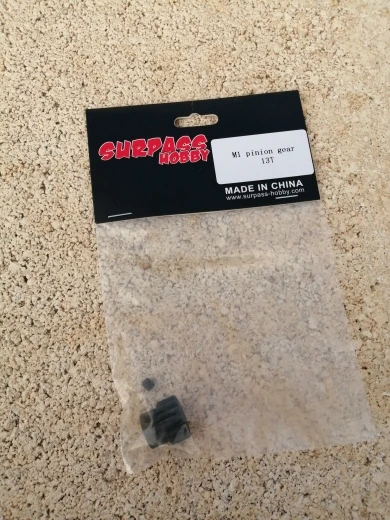 SURPASS
HOBBY
M1 pinion gear
13T
MADE IN CHINA
www.surpass-hobby.com